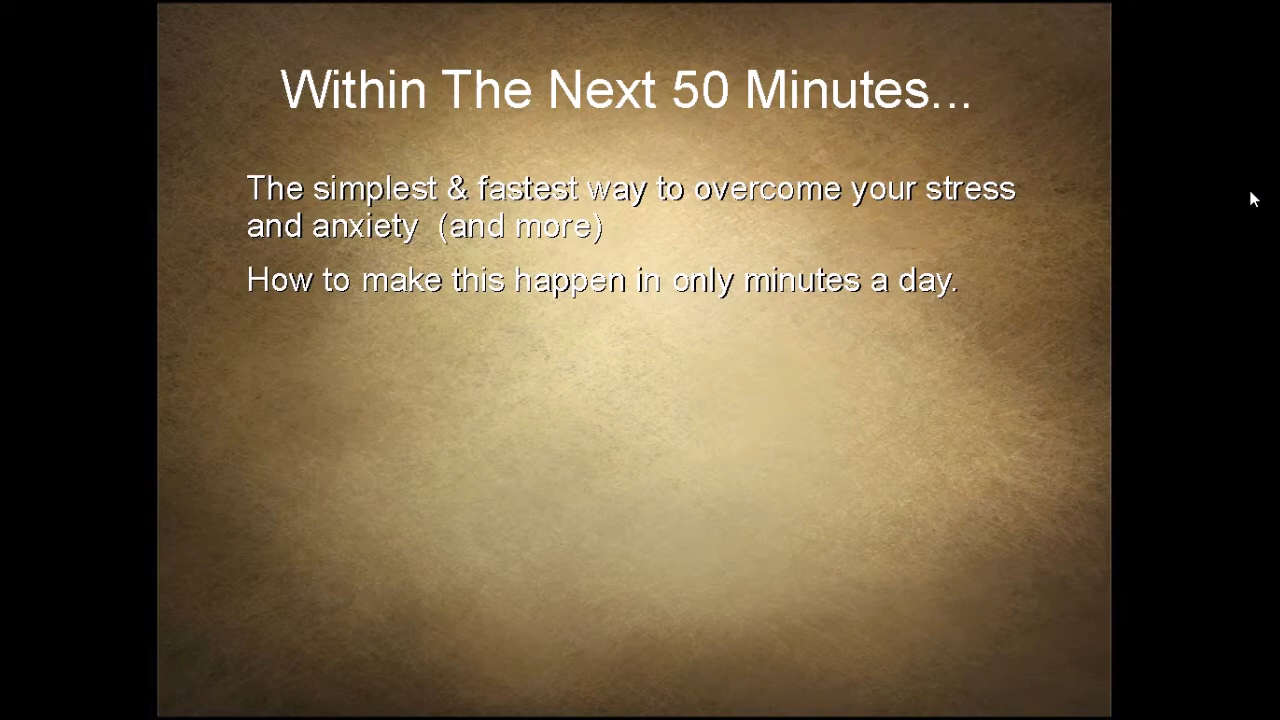 Within The Next 50 Minutes...
The simplest & fastest way to overcome your stress
and anxiety  (and more)
How to make this happen in only minutes a day.